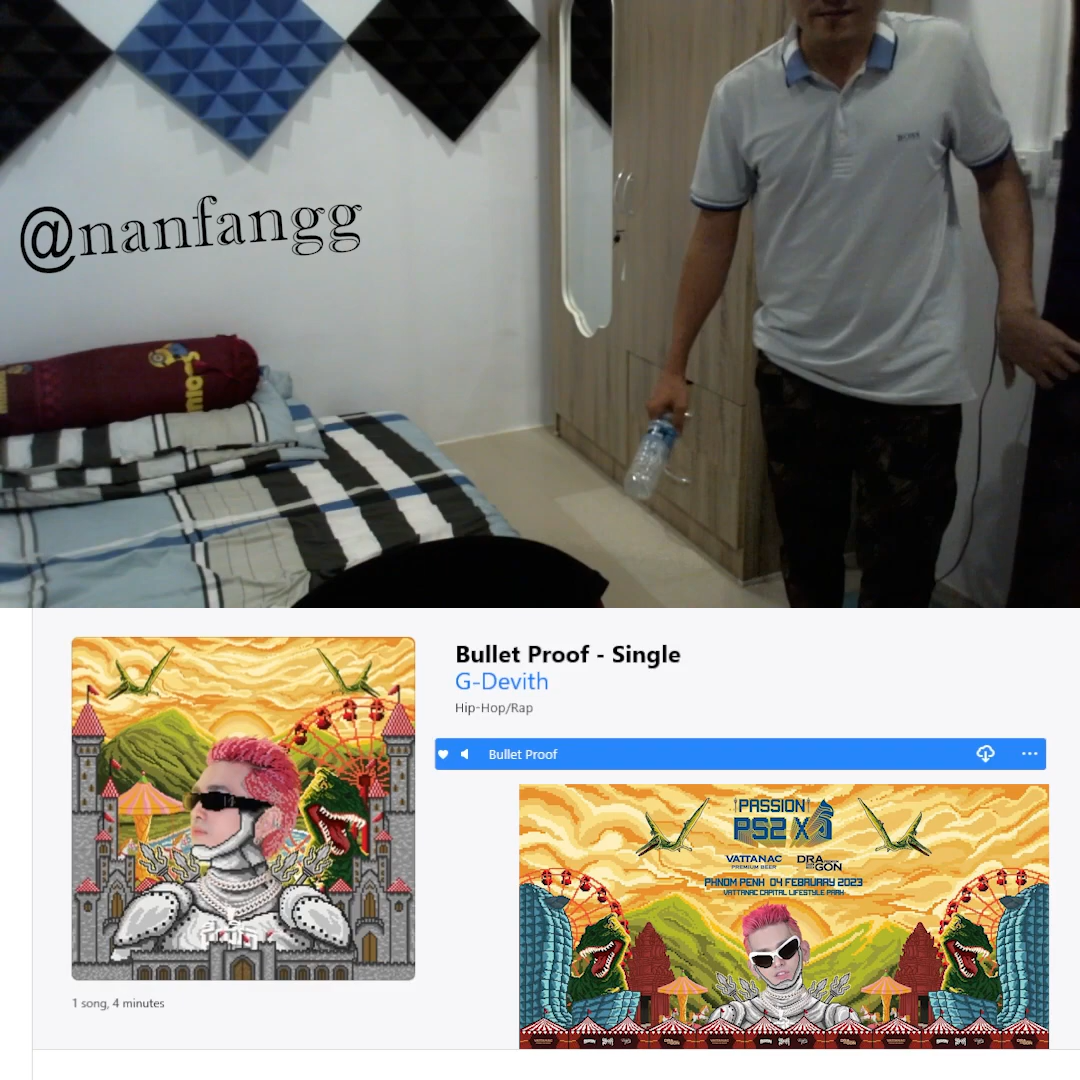 @nanfangg
BOSS
Bullet Proof - Single
G-Devith
Hip-Hop/Rap
Bullet Proof
1 song, 4 minutes
PASSION
PS2 X
VATTANAC
PREMIUM BEER
DRAGON
PHNOM PENH 04 FEBRUARY 2023
VATTANAC CAPITAL LIFESTYLE PARK